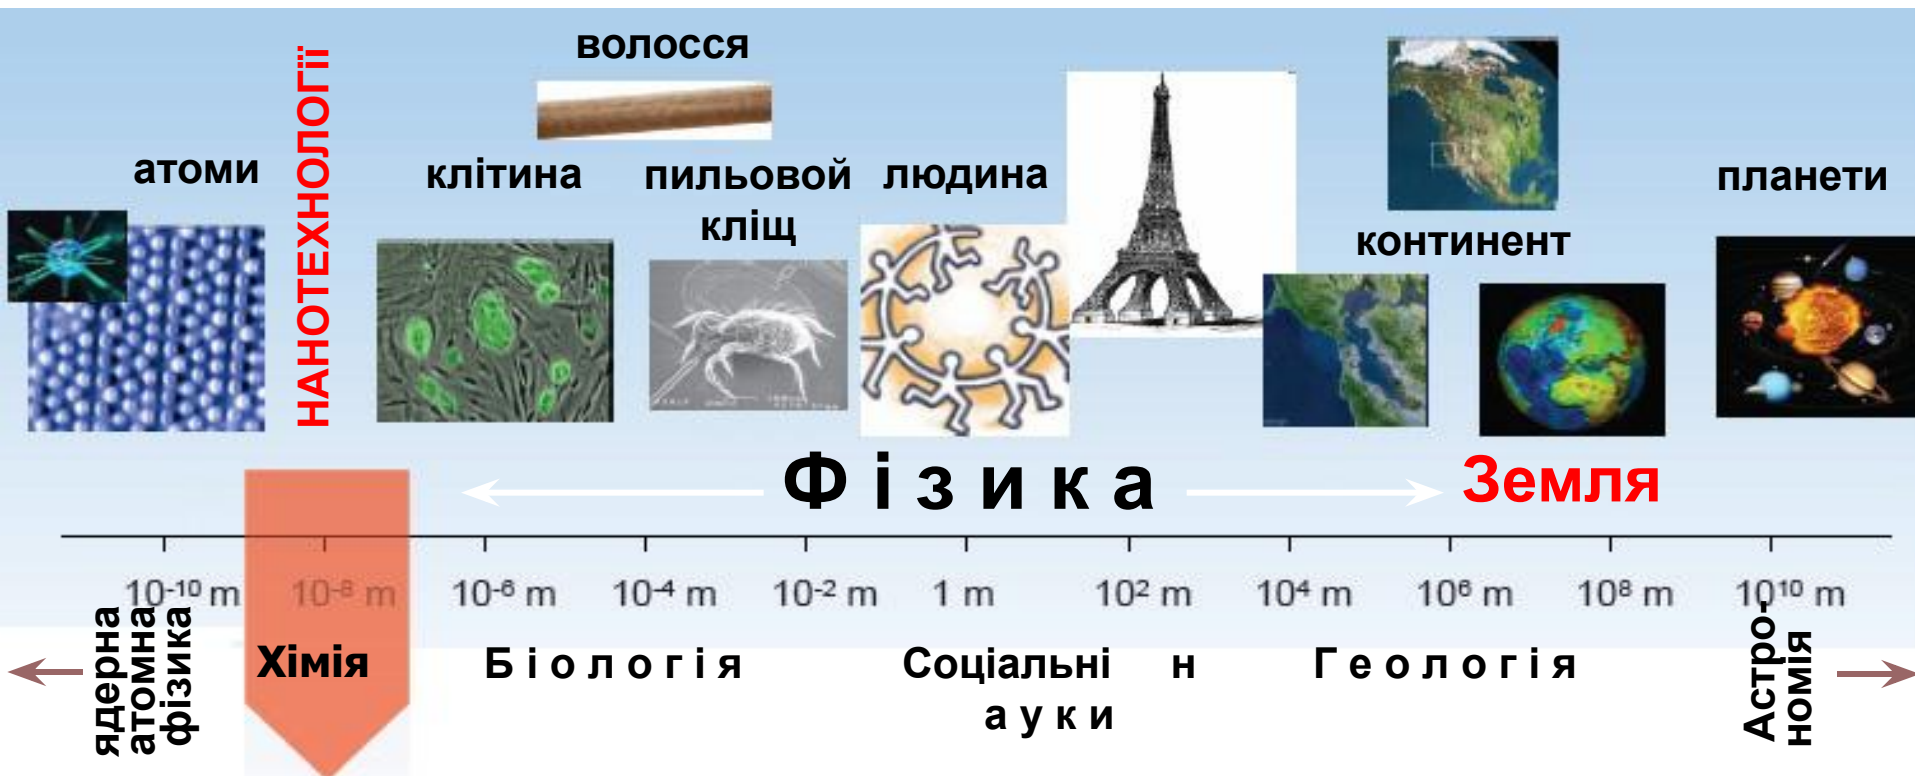 волосся
НАНОТЕХНОЛОГІЇ
атоми
клітина
пильовой
кліщ
людина
континент
планети
Фізика
Земля
10⁻¹⁰ m
10⁻⁸ m
10⁻⁶ m
10⁻⁴ m
10⁻² m
1 m
10² m
10⁴ m
10⁶ m
10⁸ m
10¹⁰ m
ядерна
атомна
фізика
Хімія
Біологія
Соціальні н
ауки
Геологія
Астро-
номія